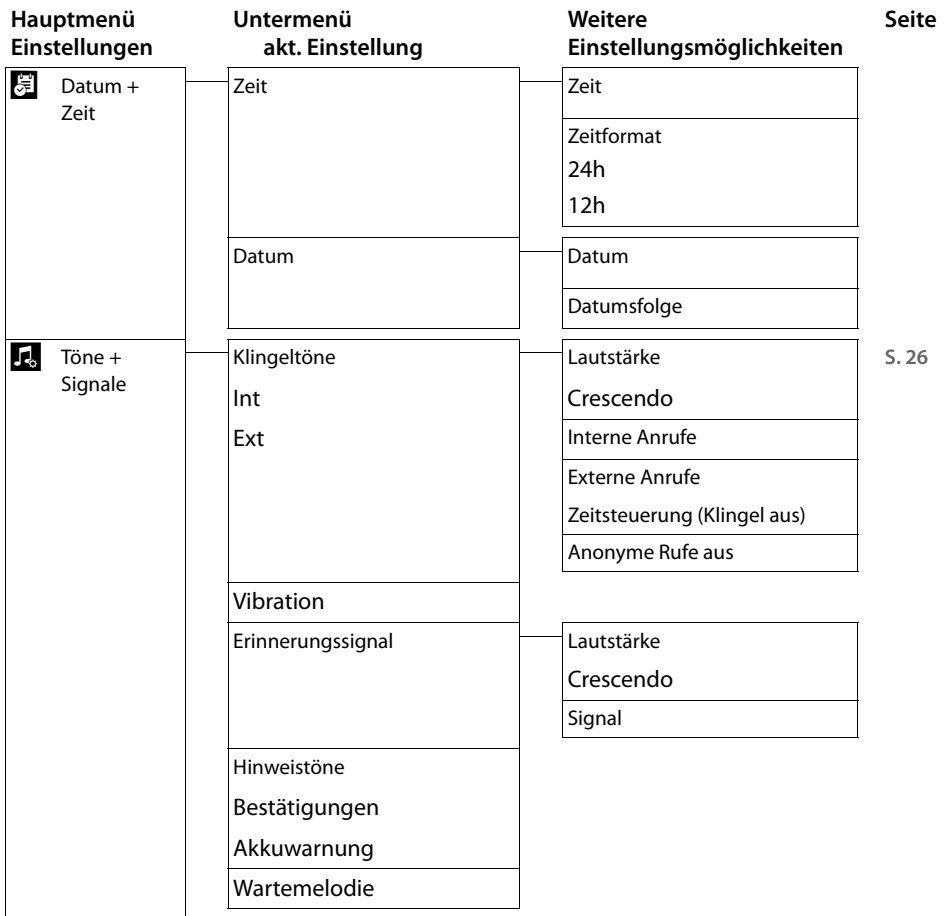 Hauptmenü Einstellungen
Untermenü akt. Einstellung
Weitere Einstellungsmöglichkeiten
Seite
Datum + Zeit
Zeit
Zeit
Zeitformat
24h
12h
Datum
Datum
Datumsfolge
Töne + Signale
Klingeltöne
Int
Ext
Lautstärke
Crescendo
Interne Anrufe
Externe Anrufe
Zeitsteuerung (Klingel aus)
Anonyme Rufe aus
S. 26
Vibration
Erinnerungssignal
Lautstärke
Crescendo
Signal
Hinweistöne
Bestätigungen
Akkuwarnung
Wartemelodie